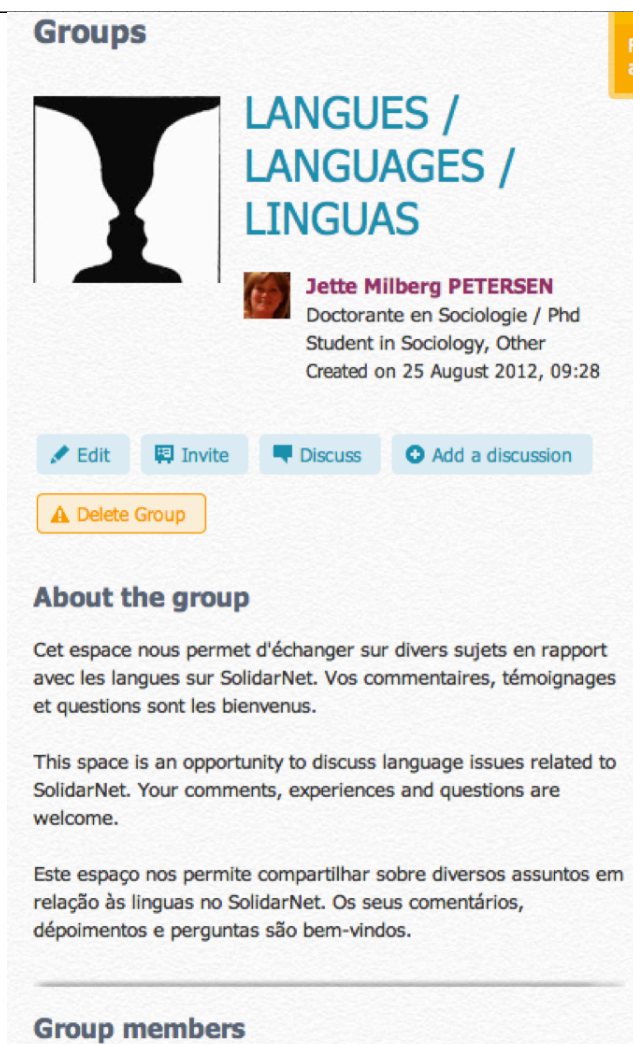 Groups
LANGUES /
LANGUAGES /
LINGUAS
Jette Milberg PETERSEN
Doctorante en Sociologie / Phd
Student in Sociology, Other
Created on 25 August 2012, 09:28
Edit
Invite
Discuss
Add a discussion
Delete Group
About the group
Cet espace nous permet d'échanger sur divers sujets en rapport
avec les langues sur SolidarNet. Vos commentaires, témoignages
et questions sont les bienvenus.
This space is an opportunity to discuss language issues related to
SolidarNet. Your comments, experiences and questions are
welcome.
Este espaço nos permite compartilhar sobre diversos assuntos em
relação às linguas no SolidarNet. Os seus comentários,
dépoimentos e perguntas são bem-vindos.
Group members